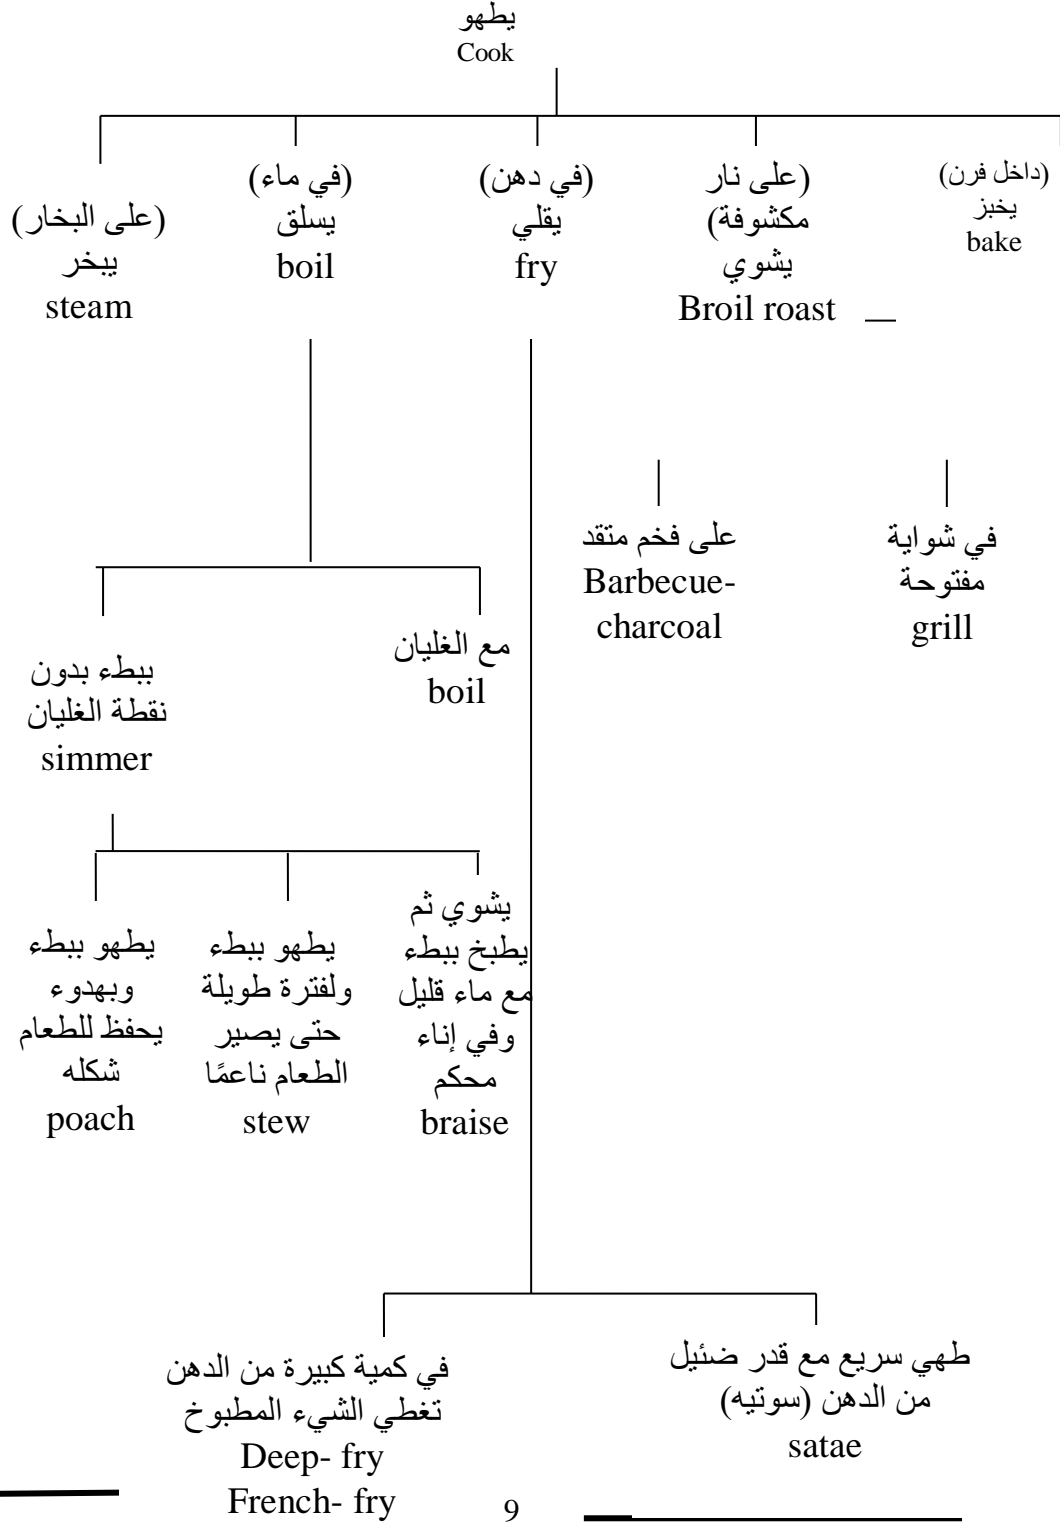 يطهو
Cook
(داخل فرن)
يخبز
bake
(على نار
مكشوفة)
يشوي
Broil roast
(في دهن)
يقلي
fry
(في ماء)
يسلق
boil
(على البخار)
يبخر
steam
في شواية
مفتوحة
grill
على فخم متقد
Barbecue-
charcoal
مع الغليان
boil
ببطء بدون
نقطة الغليان
simmer
يشوي ثم
يطبخ ببطء
مع ماء قليل
وفي إناء
محكم
braise
يطهو ببطء
ولفترة طويلة
حتى يصير
الطعام ناعمًا
stew
يطهو ببطء
وبهدوء
يحفظ للطعام
شكله
poach
طهي سريع مع قدر ضئيل
من الدهن (سوتيه)
satae
في كمية كبيرة من الدهن
تغطي الشيء المطبوخ
Deep- fry
French- fry
9